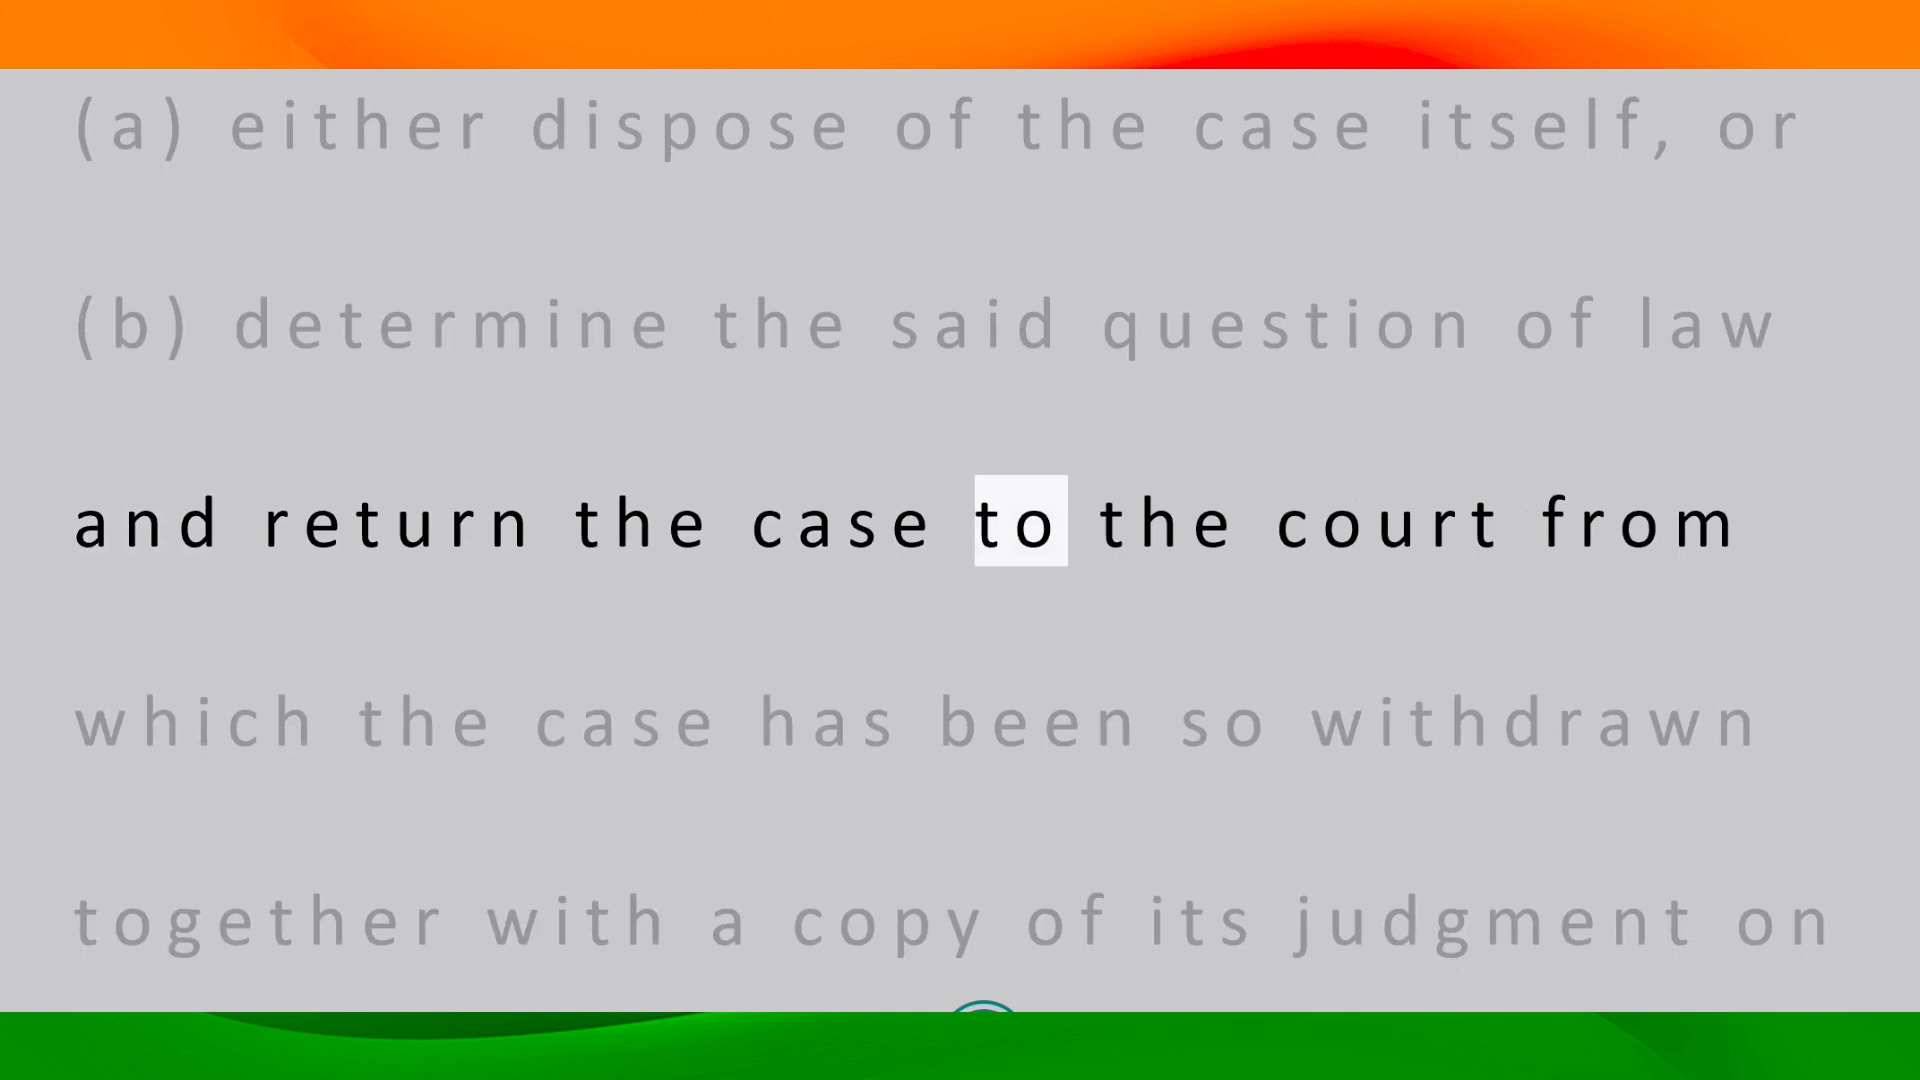 (a) either dispose of the case itself, or
(b) determine the said question of law
and return the case to the court from
which the case has been so withdrawn
together with a copy of its judgment on